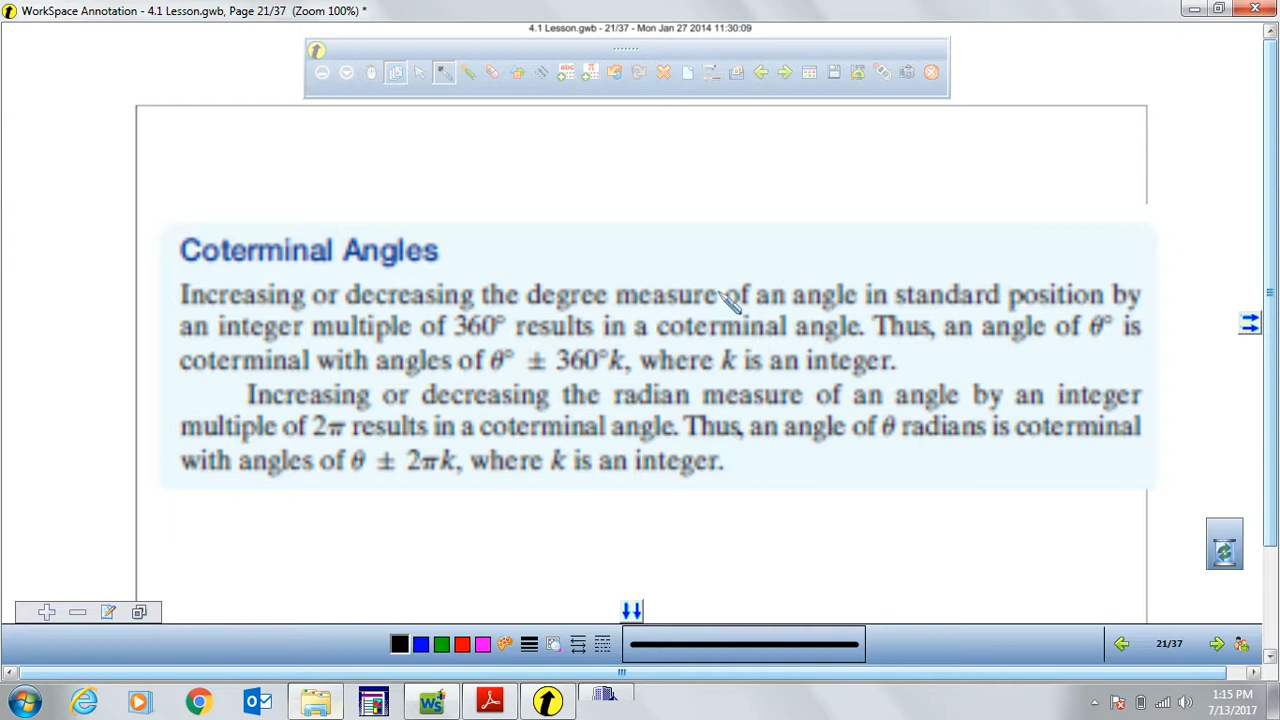 WorkSpace Annotation - 4.1 Lesson.gwb, Page 21/37 (Zoom 100%) *
4.1 Lesson.gwb - 21/37 - Mon Jan 27 2014 11:30:09
abc
π
Coterminal Angles
Increasing or decreasing the degree measure of an angle in standard position by
an integer multiple of 360° results in a coterminal angle. Thus, an angle of θ° is
coterminal with angles of θ° ± 360°k, where k is an integer.
Increasing or decreasing the radian measure of an angle by an integer
multiple of 2π results in a coterminal angle. Thus, an angle of θ radians is coterminal
with angles of θ ± 2πk, where k is an integer.
21/37
1:15 PM
7/13/2017